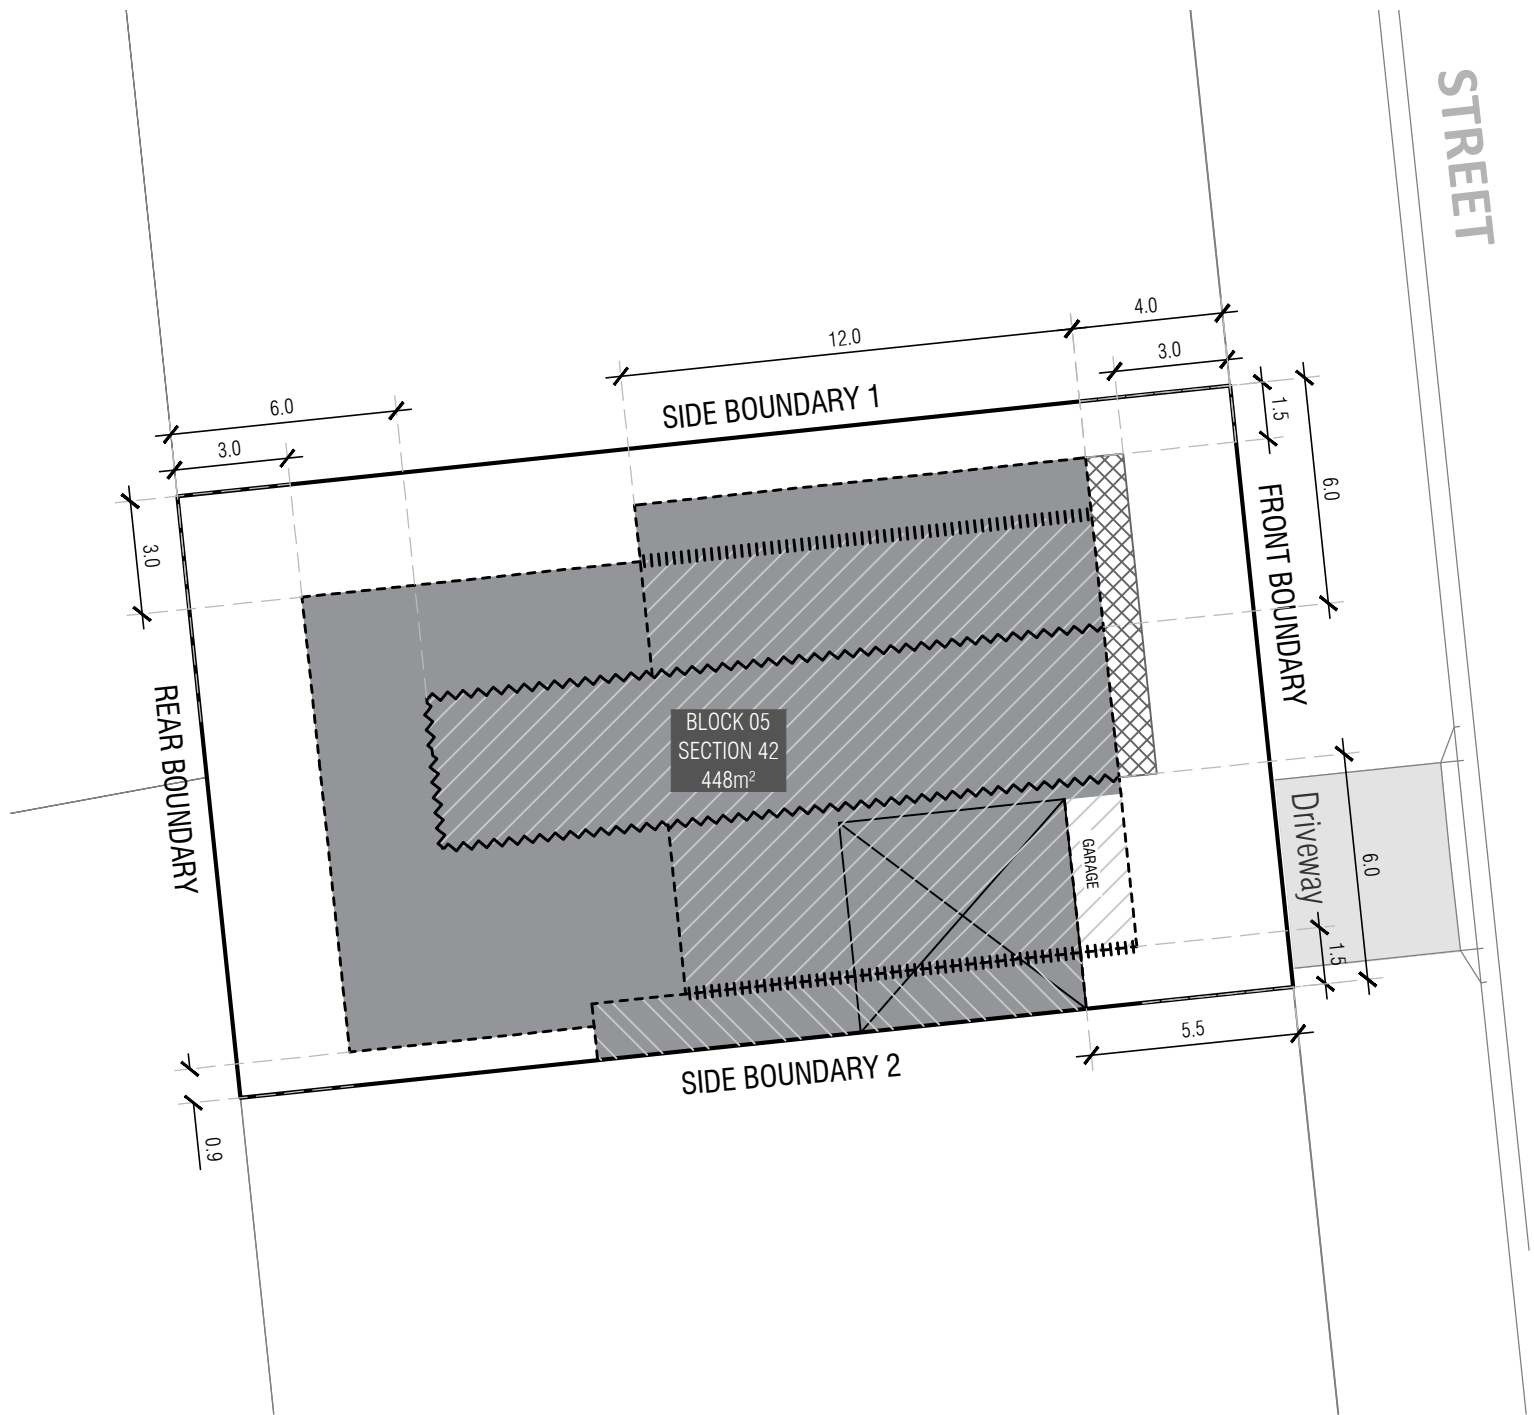 STREET
4.0
12.0
3.0
SIDE BOUNDARY 1
6.0
1.5
3.0
6.0
3.0
FRONT BOUNDARY
REAR BOUNDARY
BLOCK 05
SECTION 42
448m²
Driveway
GARAGE
6.0
1.5
5.5
SIDE BOUNDARY 2
0.9